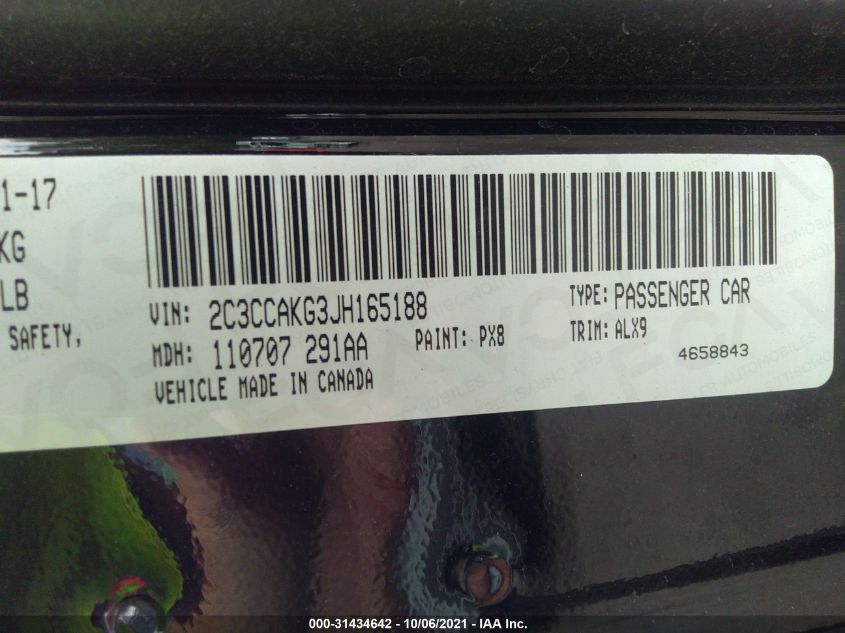 1-17
KG
LB
SAFETY,
VIN: 2C3CCAKG3JH165188
TYPE: PASSENGER CAR
MDH: 110707 291AA
PAINT: PX8
TRIM: ALX9
VEHICLE MADE IN CANADA
4658843
000-31434642 - 10/06/2021 - IAA Inc.